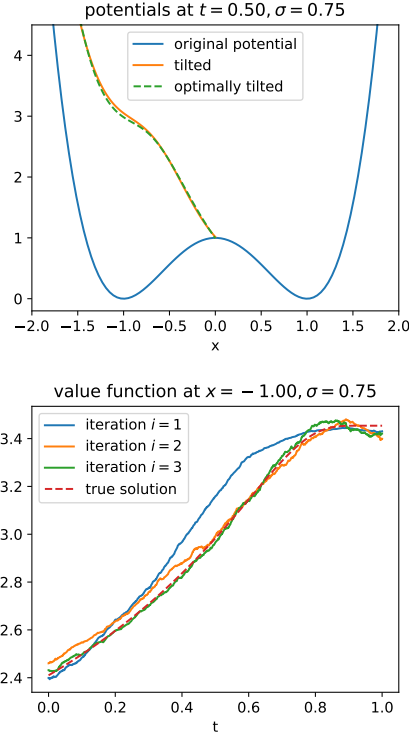 potentials at t = 0.50, σ = 0.75
original potential
tilted
optimally tilted
4
3
2
1
0
−2.0 −1.5 −1.0 −0.5 0.0 0.5 1.0 1.5 2.0
x
value function at x = −1.00, σ = 0.75
iteration i = 1
iteration i = 2
iteration i = 3
true solution
3.4
3.2
3.0
2.8
2.6
2.4
0.0 0.2 0.4 0.6 0.8 1.0
t